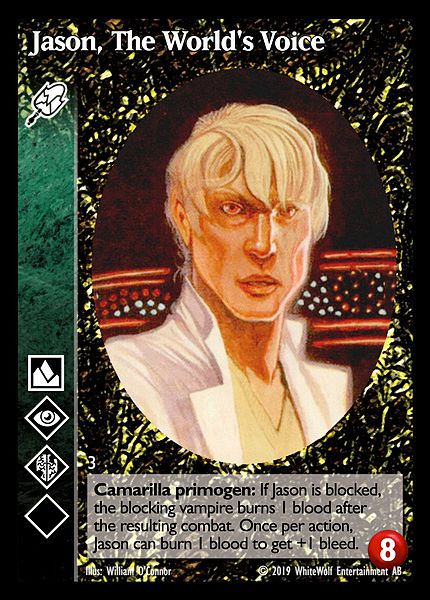 Jason, The World's Voice
3
Camarilla primogen: If Jason is blocked,
the blocking vampire burns 1 blood after
the resulting combat. Once per action,
Jason can burn 1 blood to get +1 bleed.
8
Illus: William O'Connor © 2019 WhiteWolf Entertainment AB